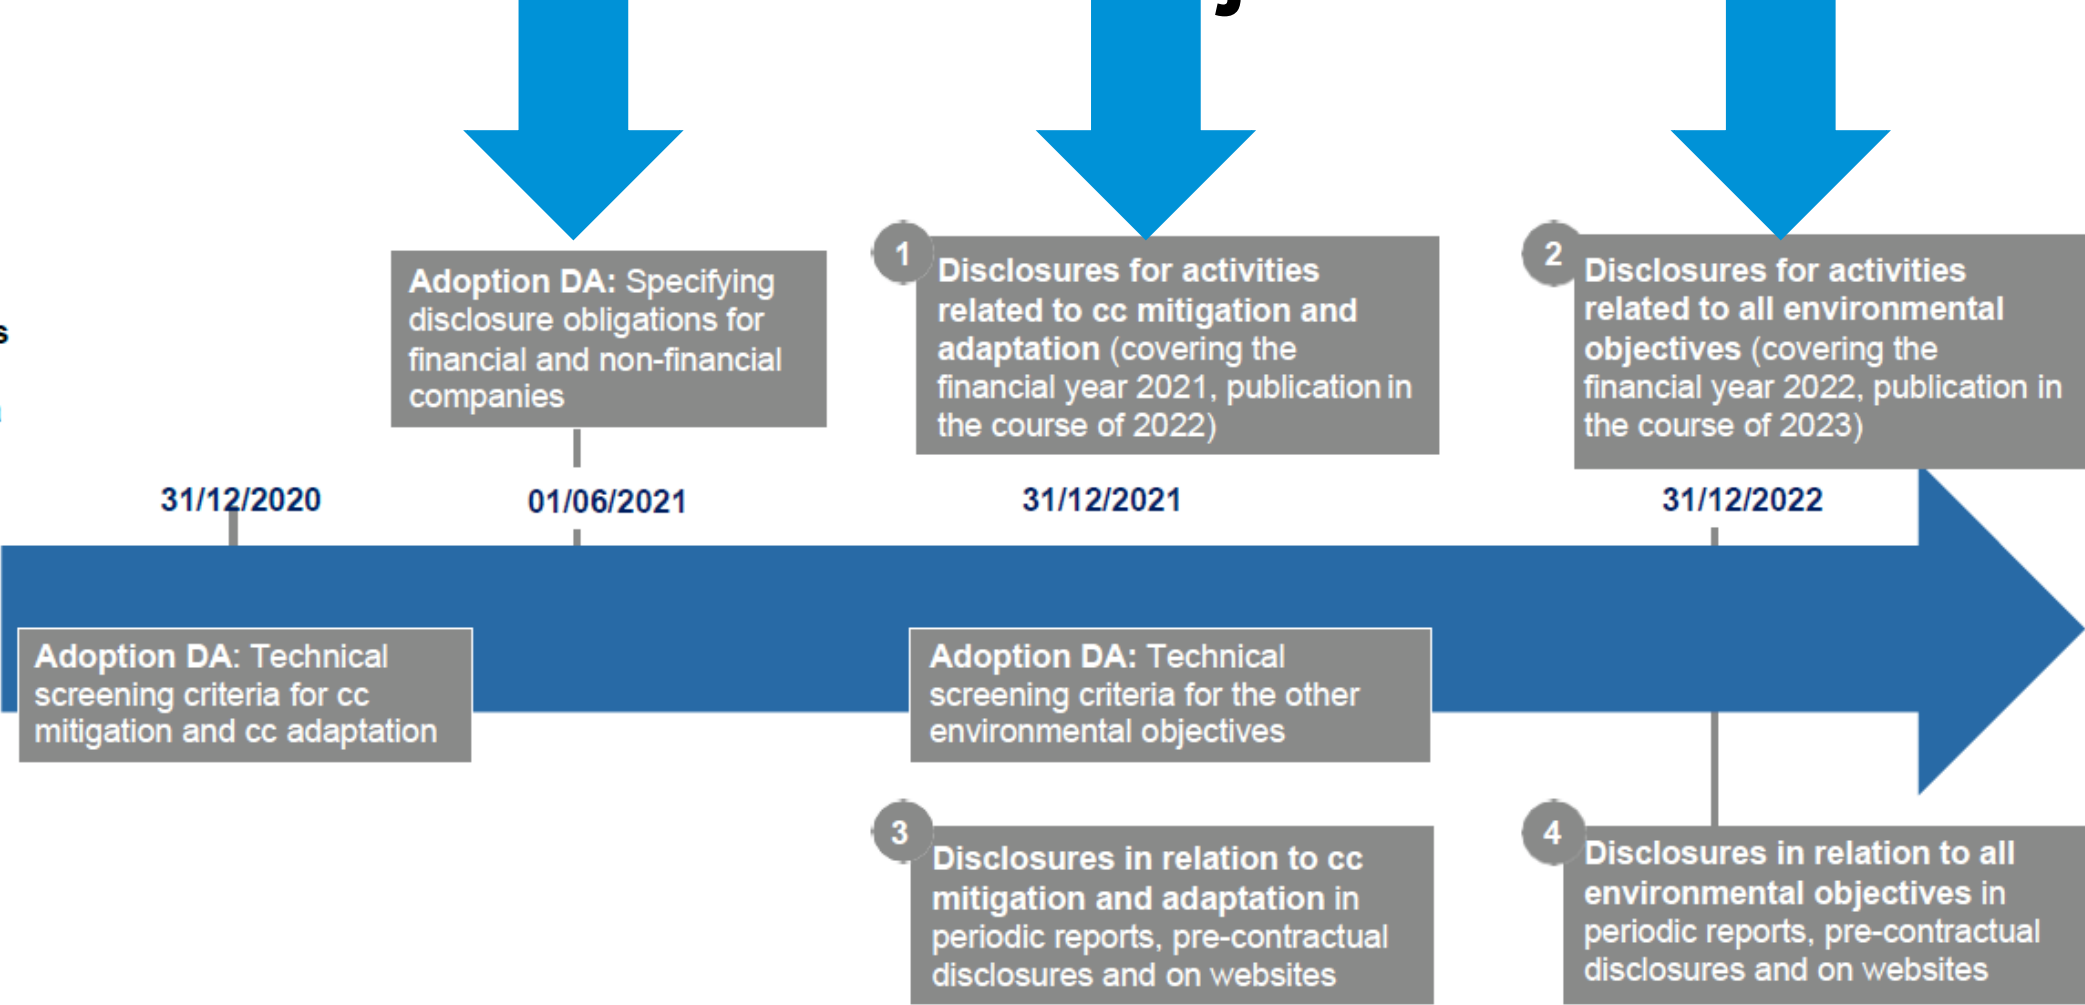 Adoption DA: Specifying
disclosure obligations for
financial and non-financial
companies
1
Disclosures for activities
related to cc mitigation and
adaptation (covering the
financial year 2021, publication in
the course of 2022)
2
Disclosures for activities
related to all environmental
objectives (covering the
financial year 2022, publication in
the course of 2023)
s
31/12/2020
01/06/2021
31/12/2021
31/12/2022
Adoption DA: Technical
screening criteria for cc
mitigation and cc adaptation
Adoption DA: Technical
screening criteria for the other
environmental objectives
3
Disclosures in relation to cc
mitigation and adaptation in
periodic reports, pre-contractual
disclosures and on websites
4
Disclosures in relation to all
environmental objectives in
periodic reports, pre-contractual
disclosures and on websites